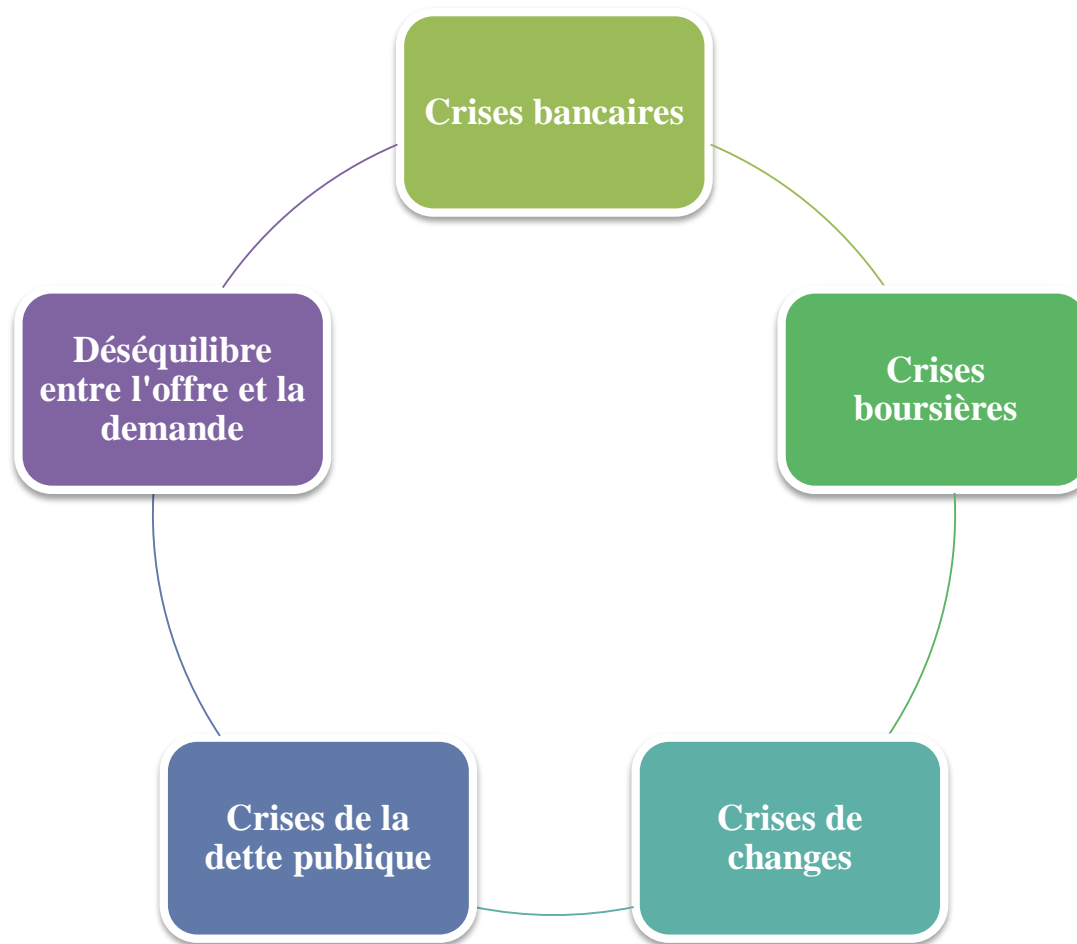 Crises bancaires
Crises
boursières
Crises de
changes
Crises de la
dette publique
Déséquilibre
entre l'offre et la
demande